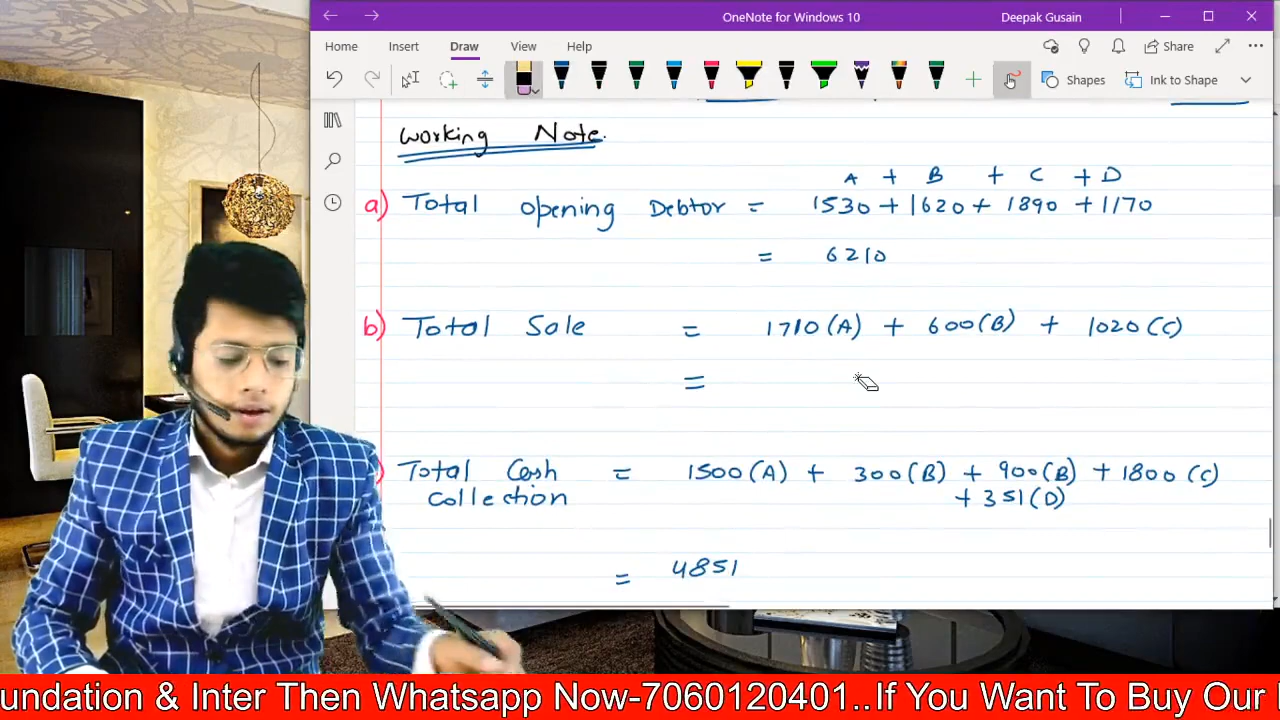 OneNote for Windows 10
Deepak Gusain
Home Insert Draw View Help
Share
Shapes
Ink to Shape
Working Note
A + B + C + D
a) Total opening Debtor = 1530 + 1620 + 1890 + 1170
= 6210
b) Total Sale = 1710(A) + 600(B) + 1020(C)
=
) Total Cash collection = 1500(A) + 300(B) + 900(B) + 1800(C)
+ 351(D)
= 4851
undation & Inter Then Whatsapp Now-7060120401..If You Want To Buy Our